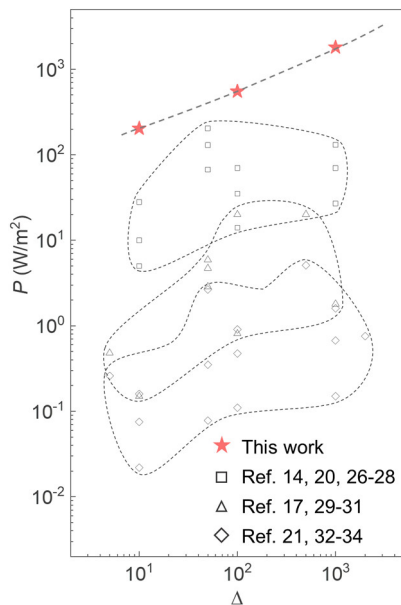 10³
10²
10¹
10⁰
10⁻¹
10⁻²
P (W/m²)
This work
Ref. 14, 20, 26-28
Ref. 17, 29-31
Ref. 21, 32-34
10¹ 10² 10³
Δ